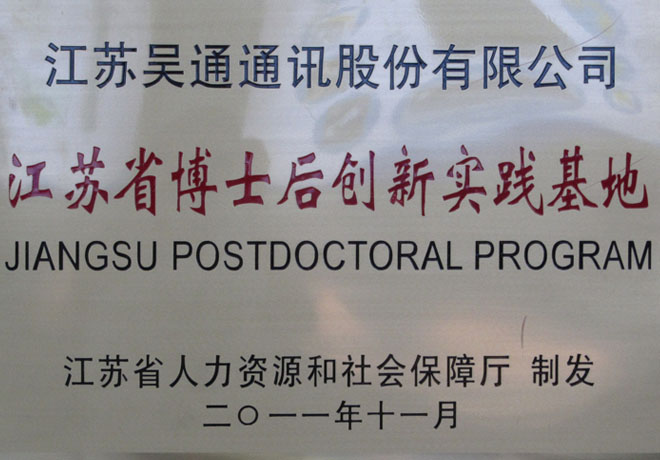 江苏吴通通讯股份有限公司
江苏省博士后创新实践基地
JIANGSU POSTDOCTORAL PROGRAM
江苏省人力资源和社会保障厅 制发
二〇一一年十一月